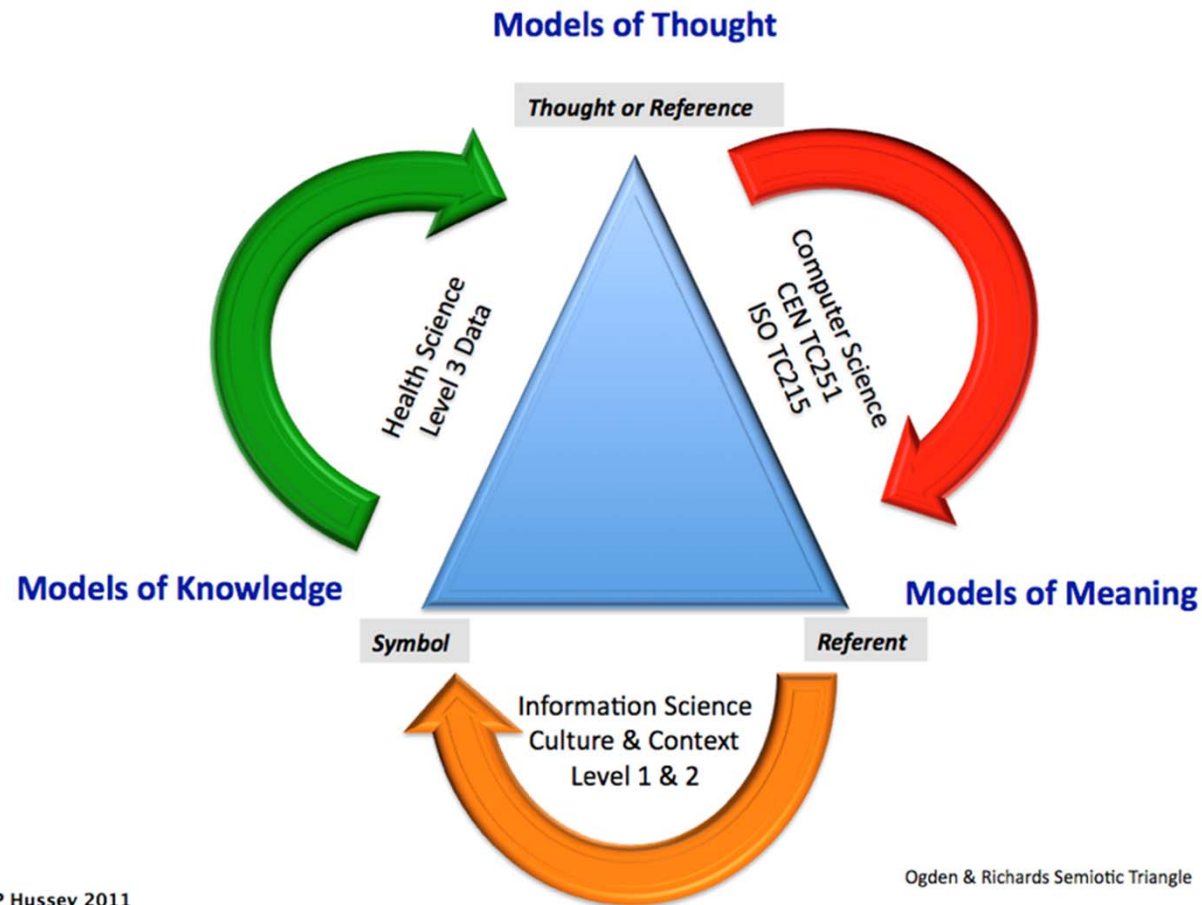 Models of Thought
Thought or Reference
Health Science
Level 3 Data
Computer Science
CEN TC251
ISO TC215
Models of Knowledge
Models of Meaning
Symbol
Referent
Information Science
Culture & Context
Level 1 & 2
Ogden & Richards Semiotic Triangle
P Hussey 2011